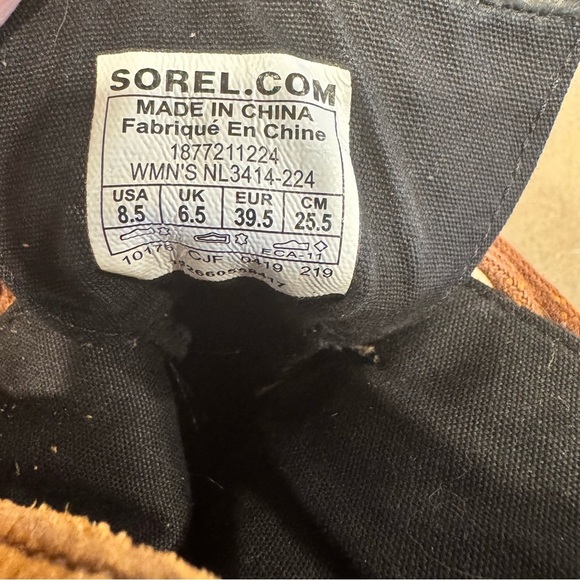 SOREL.COM
MADE IN CHINA
Fabriqué En Chine
1877211224
WMN'S NL3414-224
USA UK EUR CM
8.5 6.5 39.5 25.5
10176 CJF 0419 219 ECA-11